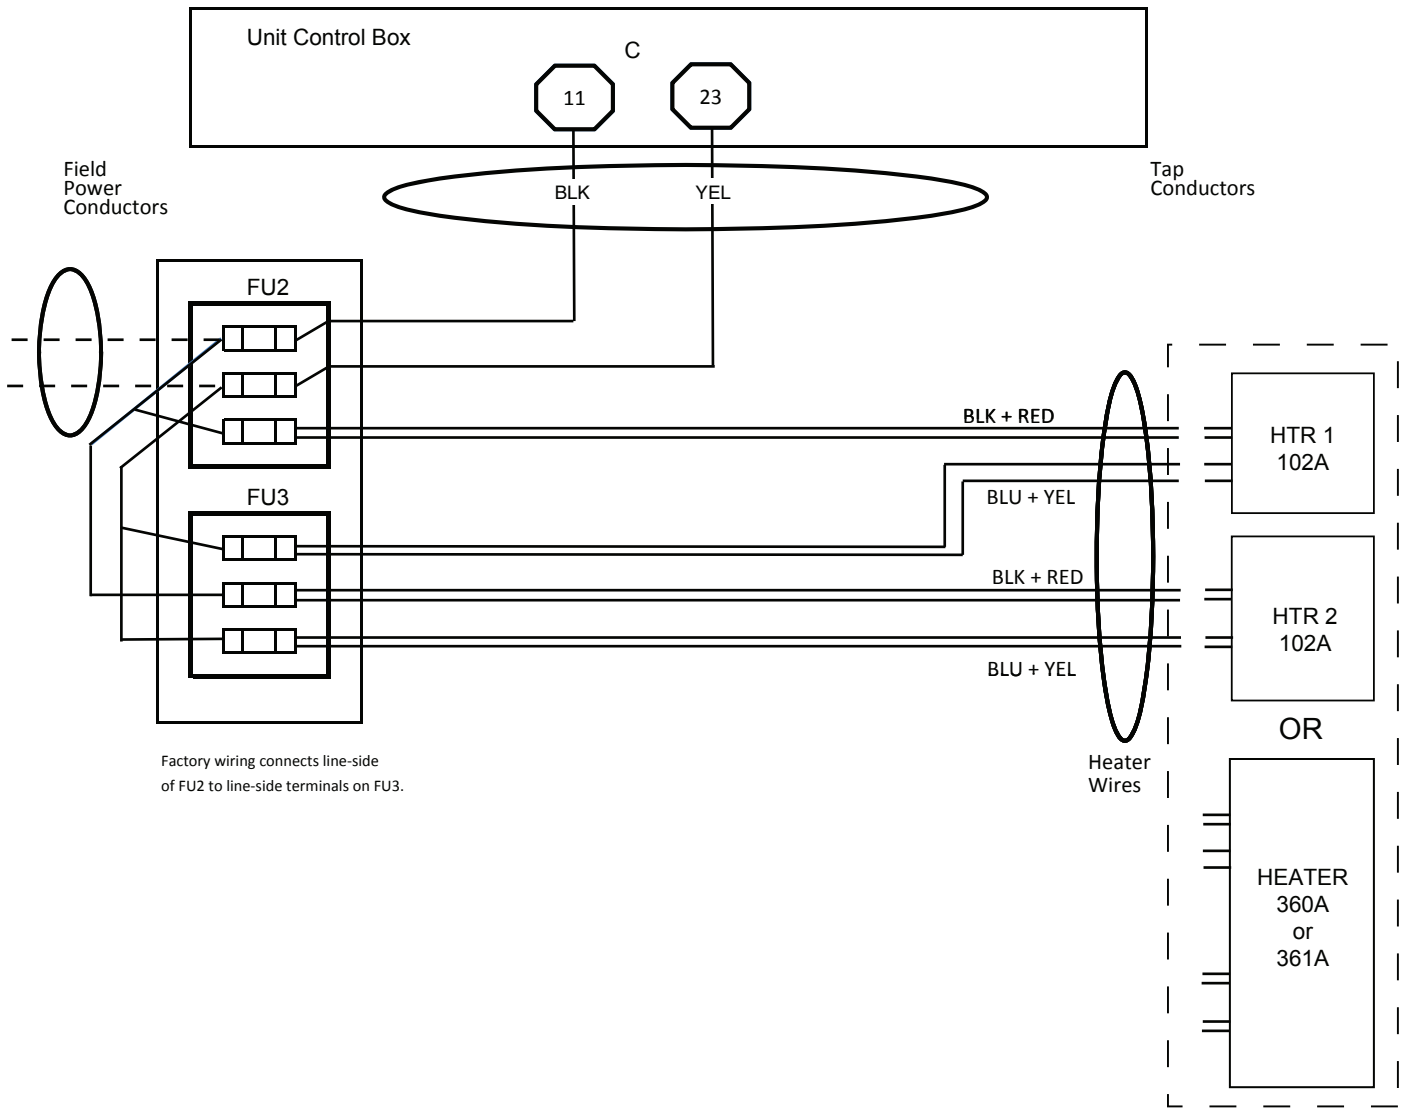 Unit Control Box
C
11
23
Field
Power
Conductors
Tap
Conductors
BLK
YEL
FU2
BLK + RED
HTR 1
102A
FU3
BLU + YEL
BLK + RED
HTR 2
102A
BLU + YEL
OR
Factory wiring connects line-side
of FU2 to line-side terminals on FU3.
Heater
Wires
HEATER
360A
or
361A